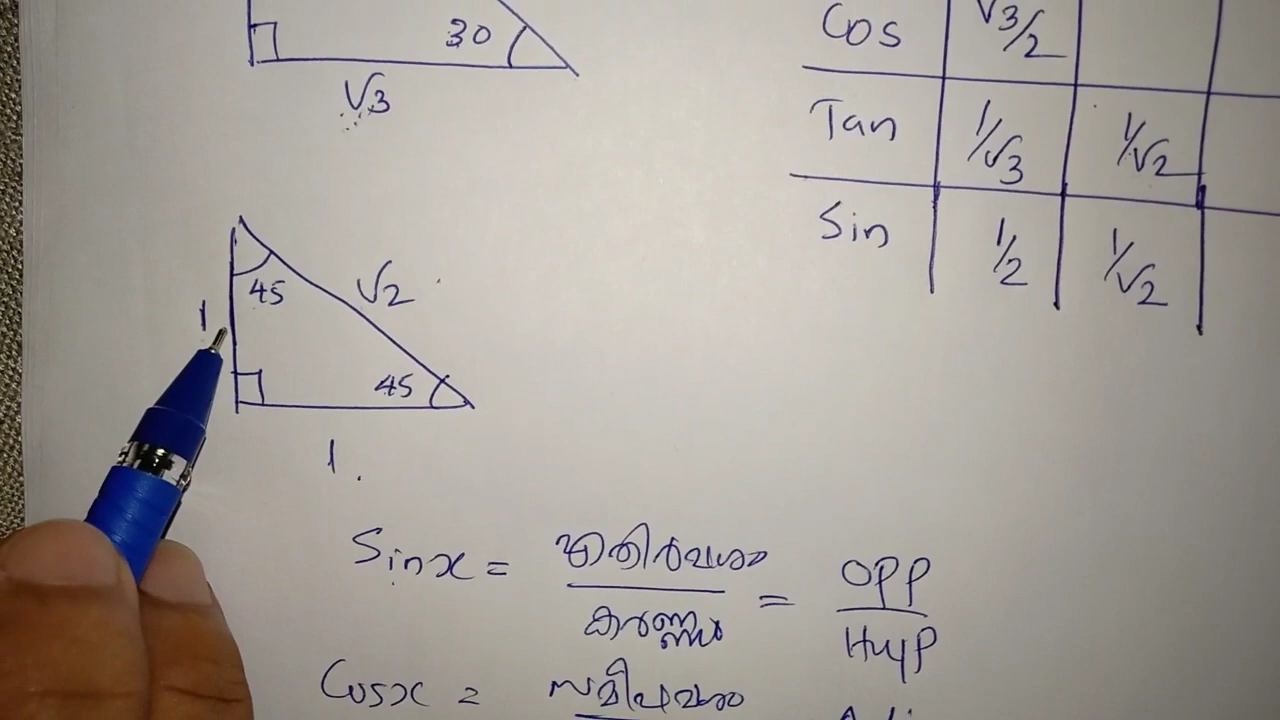 30
√3
Cos √3/2
Tan 1/√3 1/√2
Sin 1/2 1/√2
45 √2
1
45
1.
Sinx = എതിർവശം / കർണ്ണം = OPP / Hyp
Cosx = സമീപവശം